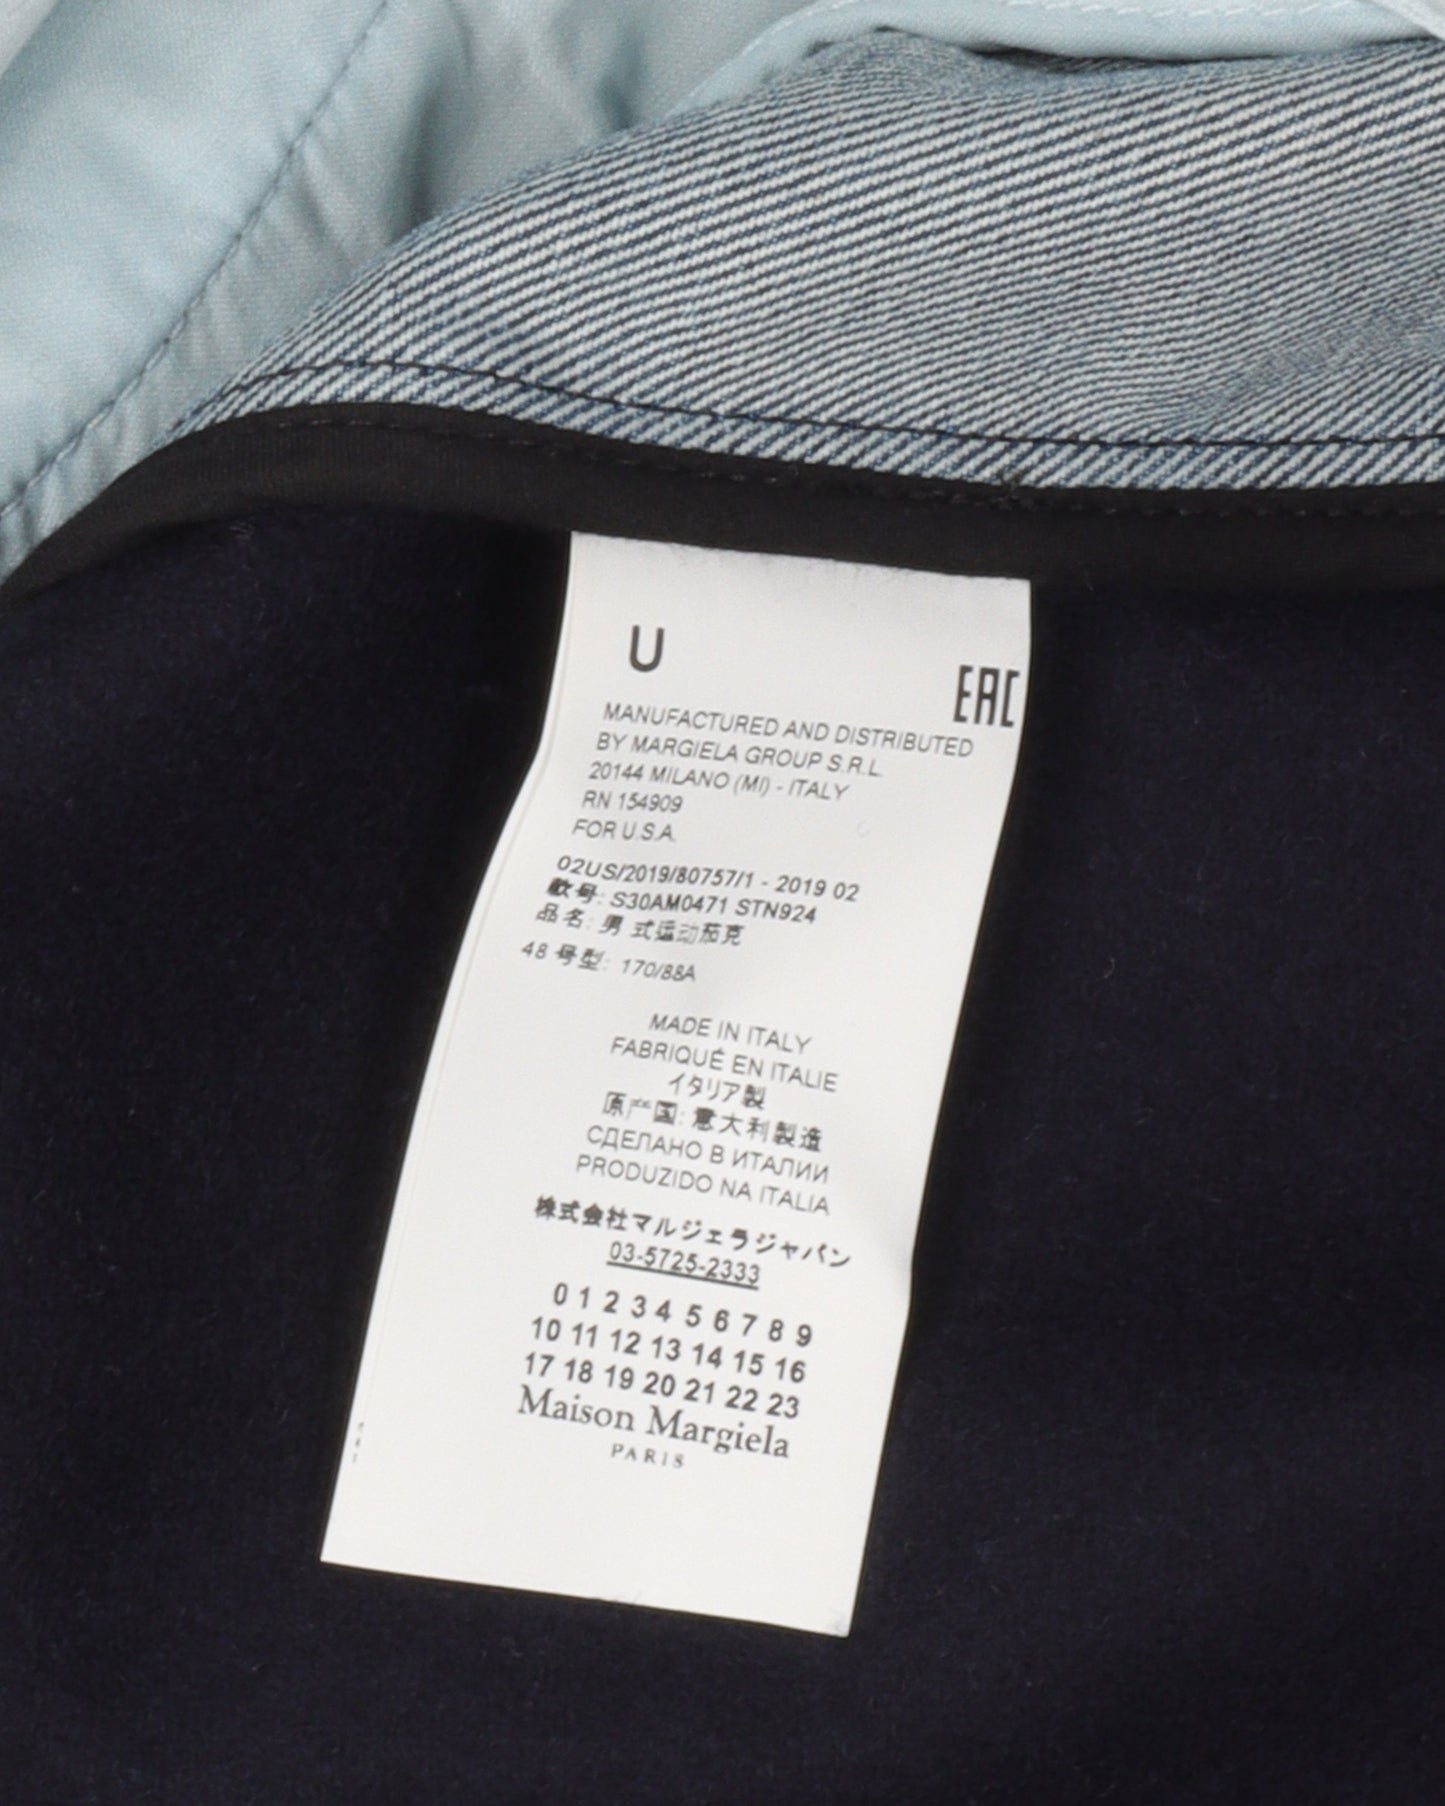 U
EAC
MANUFACTURED AND DISTRIBUTED
BY MARGIELA GROUP S.R.L.
20144 MILANO (MI) - ITALY
RN 154909
FOR U.S.A.
02US/2019/80757/1 - 2019 02
号: S30AM0471 STN924
品名: 男 式运动茄克
48 号型: 170/88A
MADE IN ITALY
FABRIQUÉ EN ITALIE
イタリア製
原产国: 意大利製造
СДЕЛАНО В ИТАЛИИ
PRODUZIDO NA ITALIA
株式会社マルジェラジャパン
03-5725-2333
0 1 2 3 4 5 6 7 8 9
10 11 12 13 14 15 16
17 18 19 20 21 22 23
Maison Margiela
PARIS